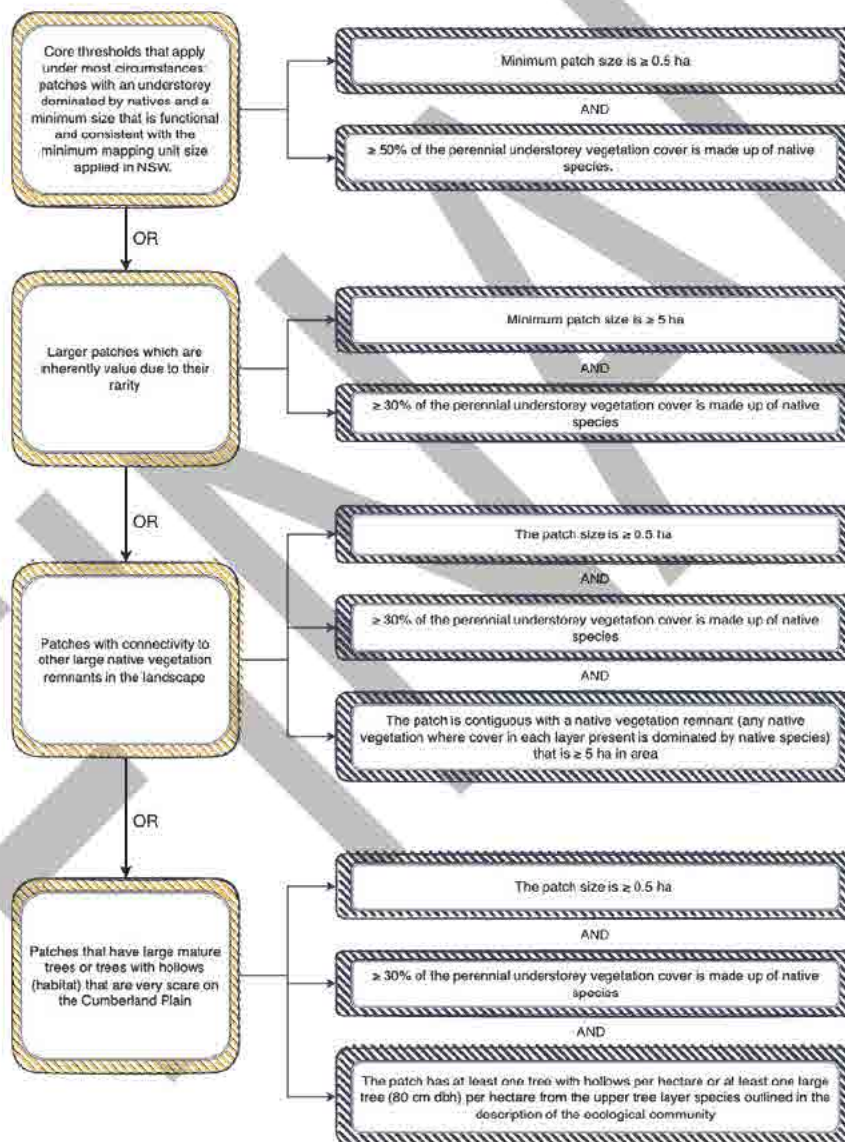 Core thresholds that apply
under most circumstances:
patches with an understorey
dominated by natives and a
minimum size that is functional
and consistent with the
minimum mapping unit size
applied in NSW.
Minimum patch size is ≥ 0.5 ha
AND
≥ 50% of the perennial understorey vegetation cover is made up of native
species.
OR
Larger patches which are
inherently value due to their
rarity
Minimum patch size is ≥ 5 ha
AND
≥ 30% of the perennial understorey vegetation cover is made up of native
species
OR
Patches with connectivity to
other large native vegetation
remnants in the landscape
The patch size is ≥ 0.5 ha
AND
≥ 30% of the perennial understorey vegetation cover is made up of native
species
AND
The patch is contiguous with a native vegetation remnant (any native
vegetation where cover in each layer present is dominated by native species)
that is ≥ 5 ha in area
OR
Patches that have large mature
trees or trees with hollows
(habitat) that are very scare on
the Cumberland Plain
The patch size is ≥ 0.5 ha
AND
≥ 30% of the perennial understorey vegetation cover is made up of native
species
AND
The patch has at least one tree with hollows per hectare or at least one large
tree (80 cm dbh) per hectare from the upper tree layer species outlined in the
description of the ecological community